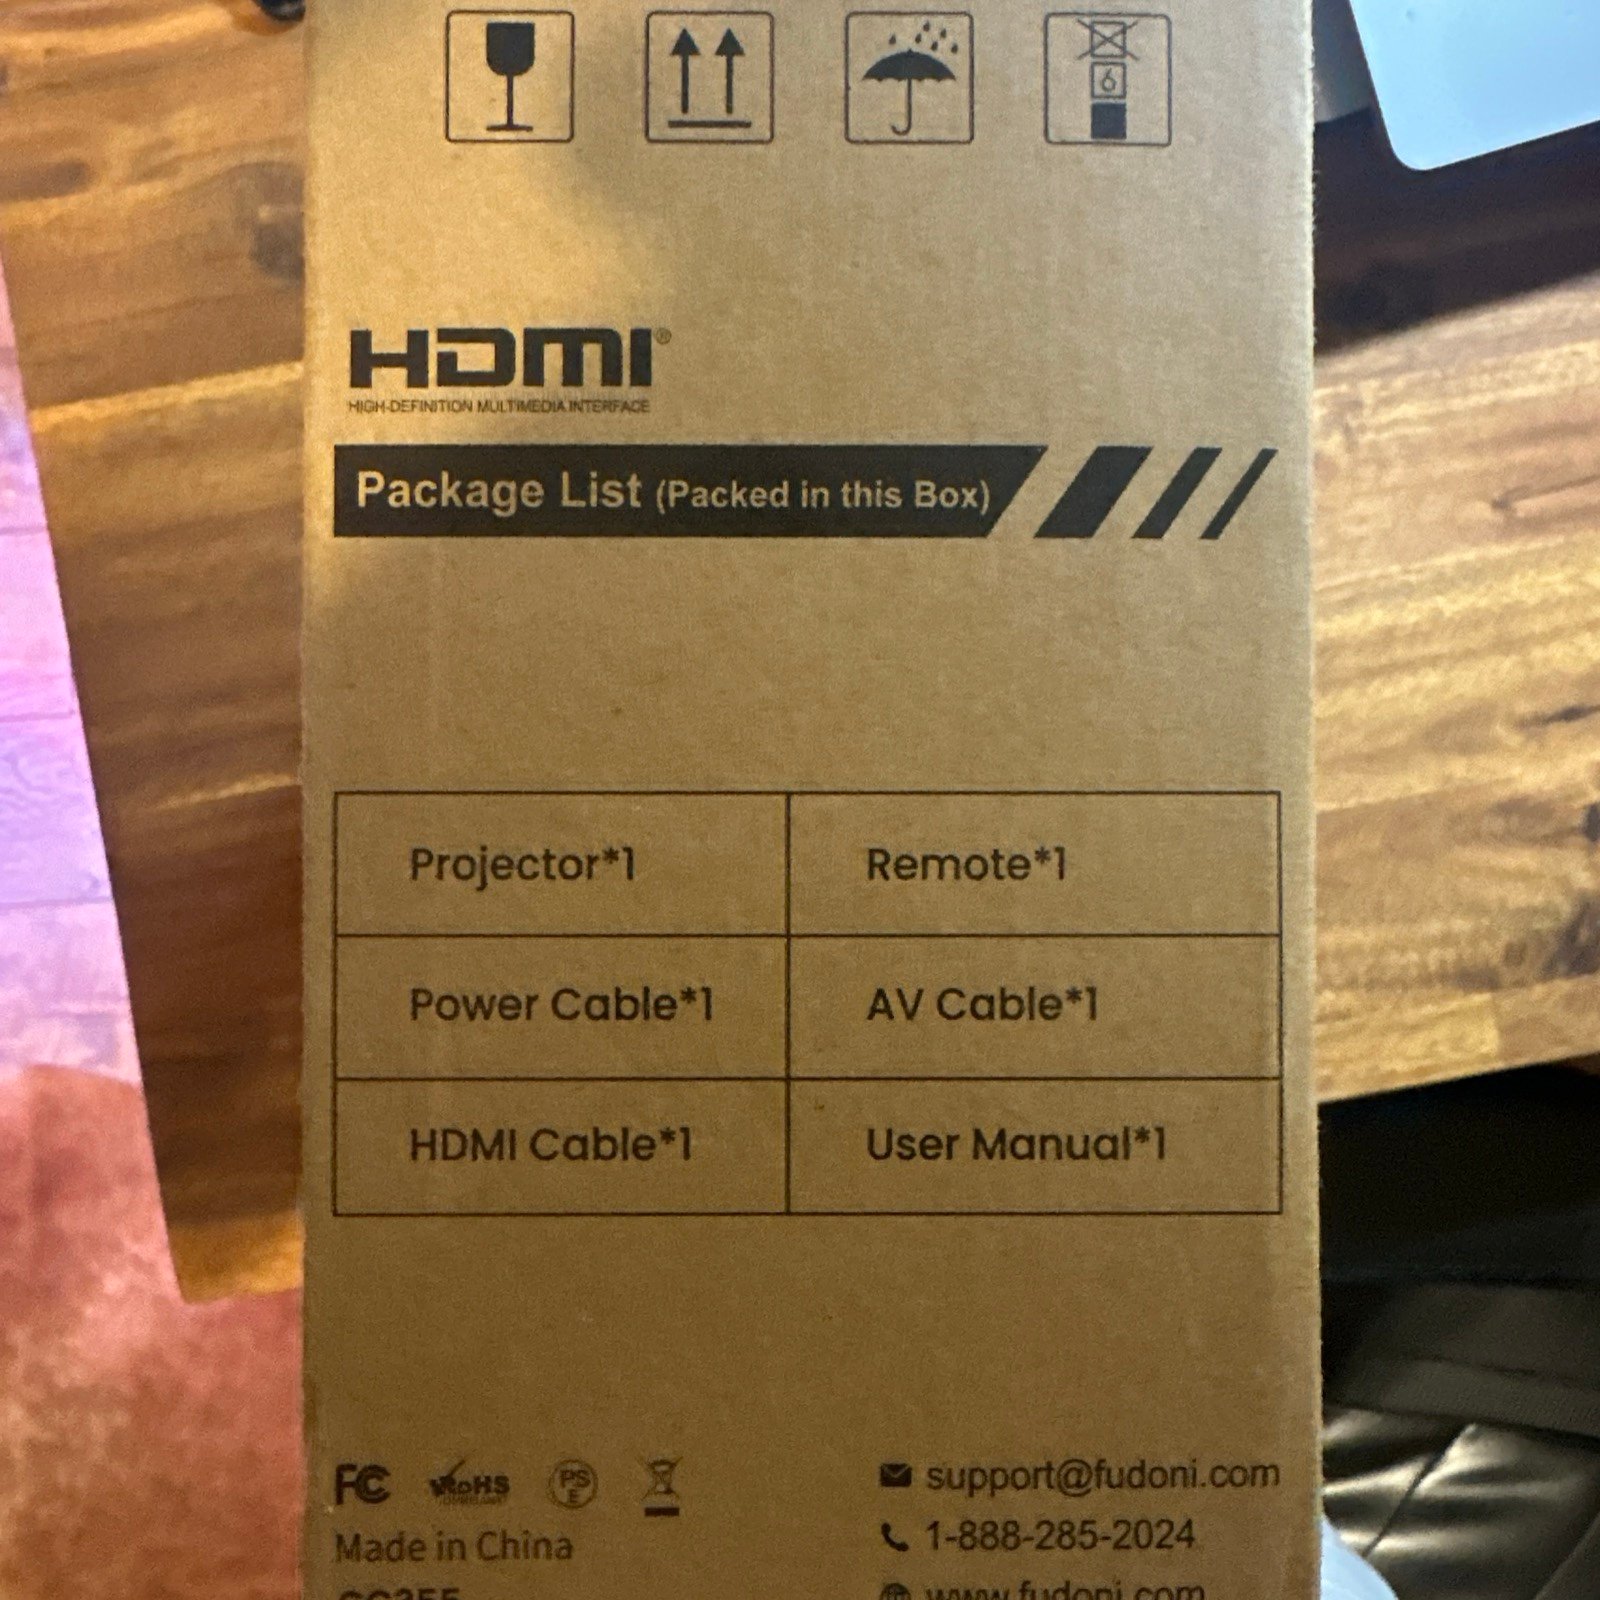 6
HDMI®
HIGH-DEFINITION MULTIMEDIA INTERFACE
Package List (Packed in this Box)
Projector*1 Remote*1
Power Cable*1 AV Cable*1
HDMI Cable*1 User Manual*1
FC RoHS PS E
support@fudoni.com
Made in China
1-888-285-2024
www.fudoni.com